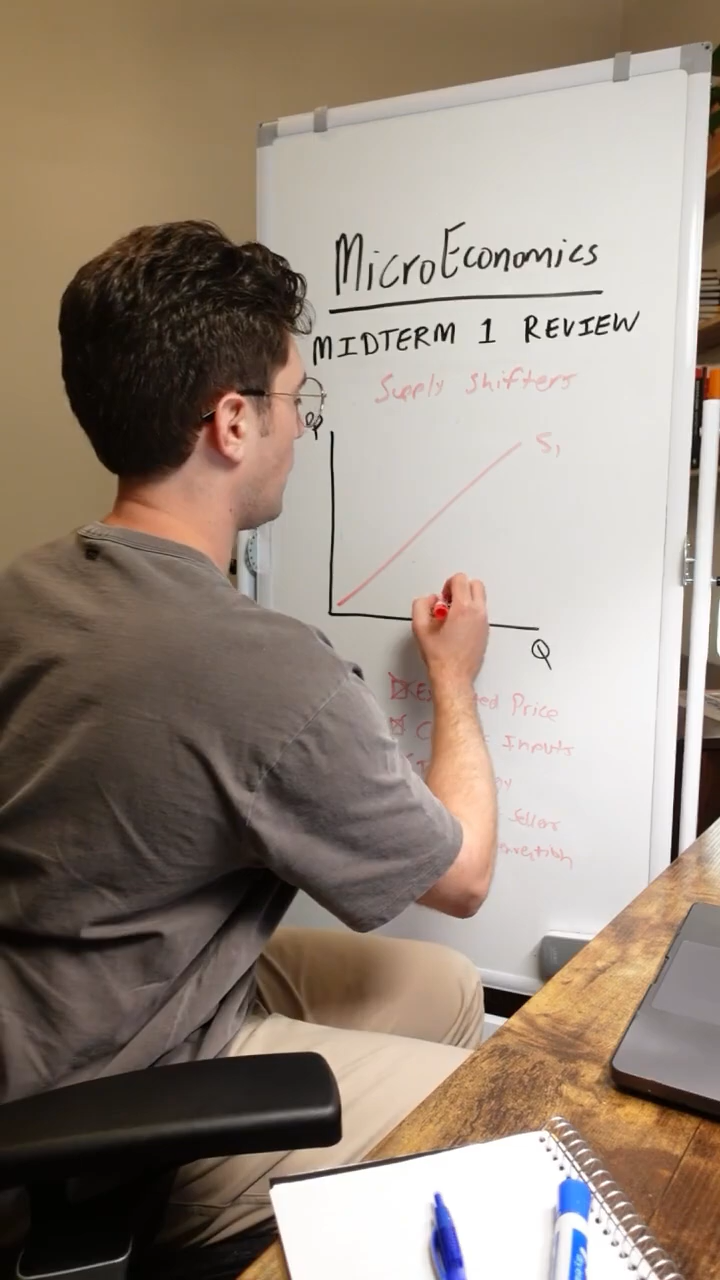 MicroEconomics
MIDTERM 1 REVIEW
Supply Shifters
P
S₁
Q
Price
Inputs
Seller